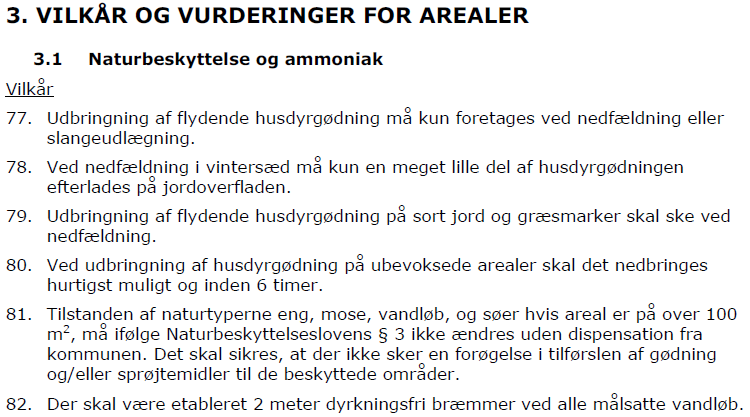 3. VILKÅR OG VURDERINGER FOR AREALER
3.1 Naturbeskyttelse og ammoniak
Vilkår
77. Udbringning af flydende husdyrgødning må kun foretages ved nedfældning eller
slangeudlægning.
78. Ved nedfældning i vintersæd må kun en meget lille del af husdyrgødningen
efterlades på jordoverfladen.
79. Udbringning af flydende husdyrgødning på sort jord og græsmarker skal ske ved
nedfældning.
80. Ved udbringning af husdyrgødning på ubevoksede arealer skal det nedbringes
hurtigst muligt og inden 6 timer.
81. Tilstanden af naturtyperne eng, mose, vandløb, og søer hvis areal er på over 100
m², må ifølge Naturbeskyttelseslovens § 3 ikke ændres uden dispensation fra
kommunen. Det skal sikres, at der ikke sker en forøgelse i tilførslen af gødning
og/eller sprøjtemidler til de beskyttede områder.
82. Der skal være etableret 2 meter dyrkningsfri bræmmer ved alle målsatte vandløb.